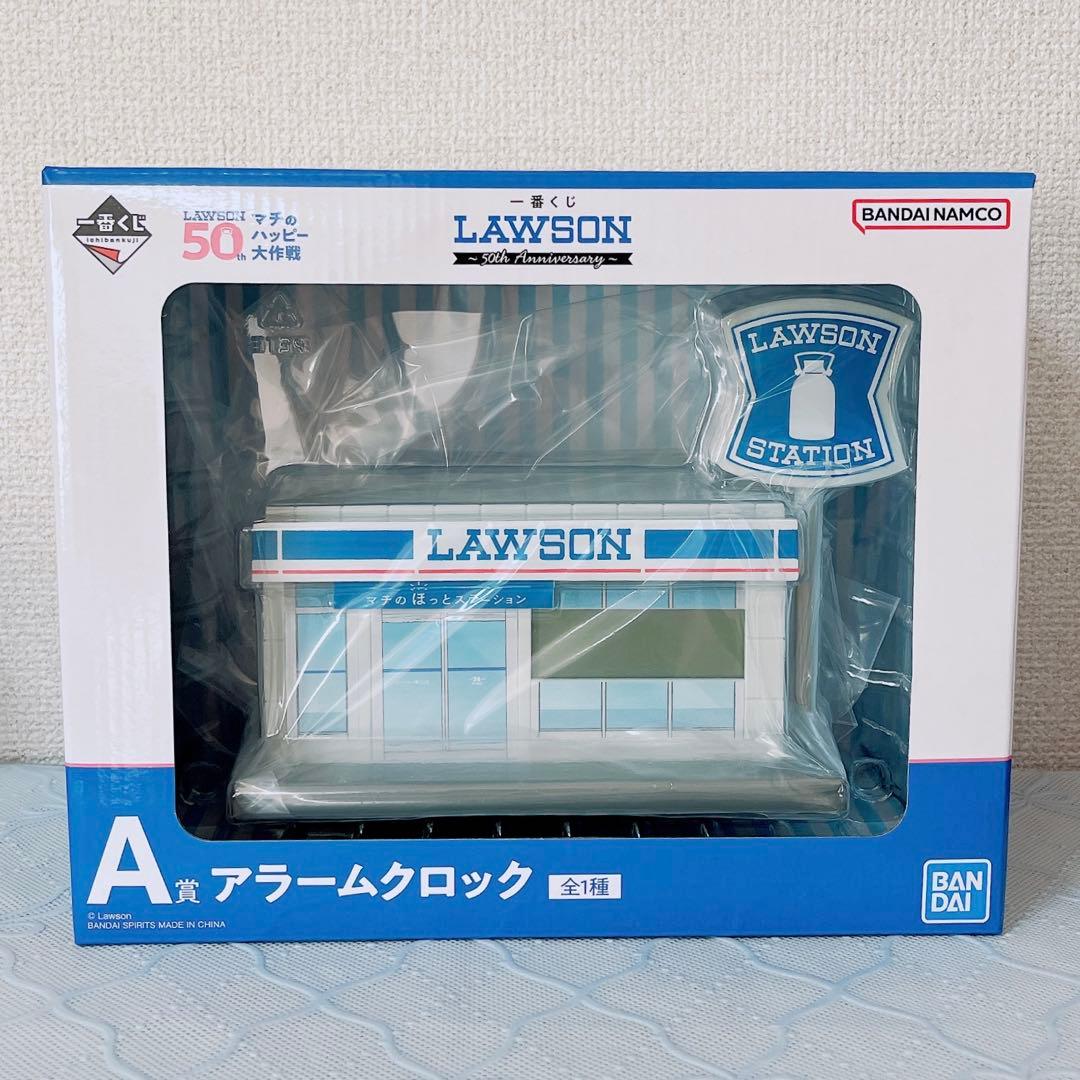 一番くじ
ichibankuji
LAWSON
50th
マチの
ハッピー
大作戦
一番くじ
LAWSON
~50th Anniversary~
BANDAI NAMCO
LAWSON
STATION
LAWSON
マチの ほっとステーション
A賞 アラームクロック 全1種
© Lawson
BANDAI SPIRITS MADE IN CHINA
BAN
DAI